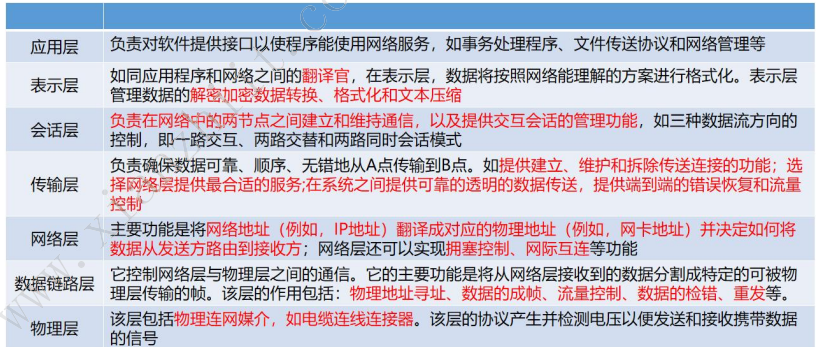 应用层 负责对软件提供接口以使程序能使用网络服务，如事务处理程序、文件传送协议和网络管理等
表示层 如同应用程序和网络之间的翻译官，在表示层，数据将按照网络能理解的方案进行格式化。表示层
管理数据的解密加密数据转换、格式化和文本压缩
会话层 负责在网络中的两节点之间建立和维持通信，以及提供交互会话的管理功能，如三种数据流方向的
控制，即一路交互、两路交替和两路同时会话模式
传输层 负责确保数据可靠、顺序、无错地从A点传输到B点。如提供建立、维护和拆除传送连接的功能；选
择网络层提供最合适的服务;在系统之间提供可靠的透明的数据传送，提供端到端的错误恢复和流量
控制
网络层 主要功能是将网络地址（例如，IP地址）翻译成对应的物理地址（例如，网卡地址）并决定如何将
数据从发送方路由到接收方；网络层还可以实现拥塞控制、网际互连等功能
数据链路层 它控制网络层与物理层之间的通信。它的主要功能是将从网络层接收到的数据分割成特定的可被物
理层传输的帧。该层的作用包括：物理地址寻址、数据的成帧、流量控制、数据的检错、重发等。
物理层 该层包括物理连网媒介，如电缆连线连接器。该层的协议产生并检测电压以便发送和接收携带数据
的信号